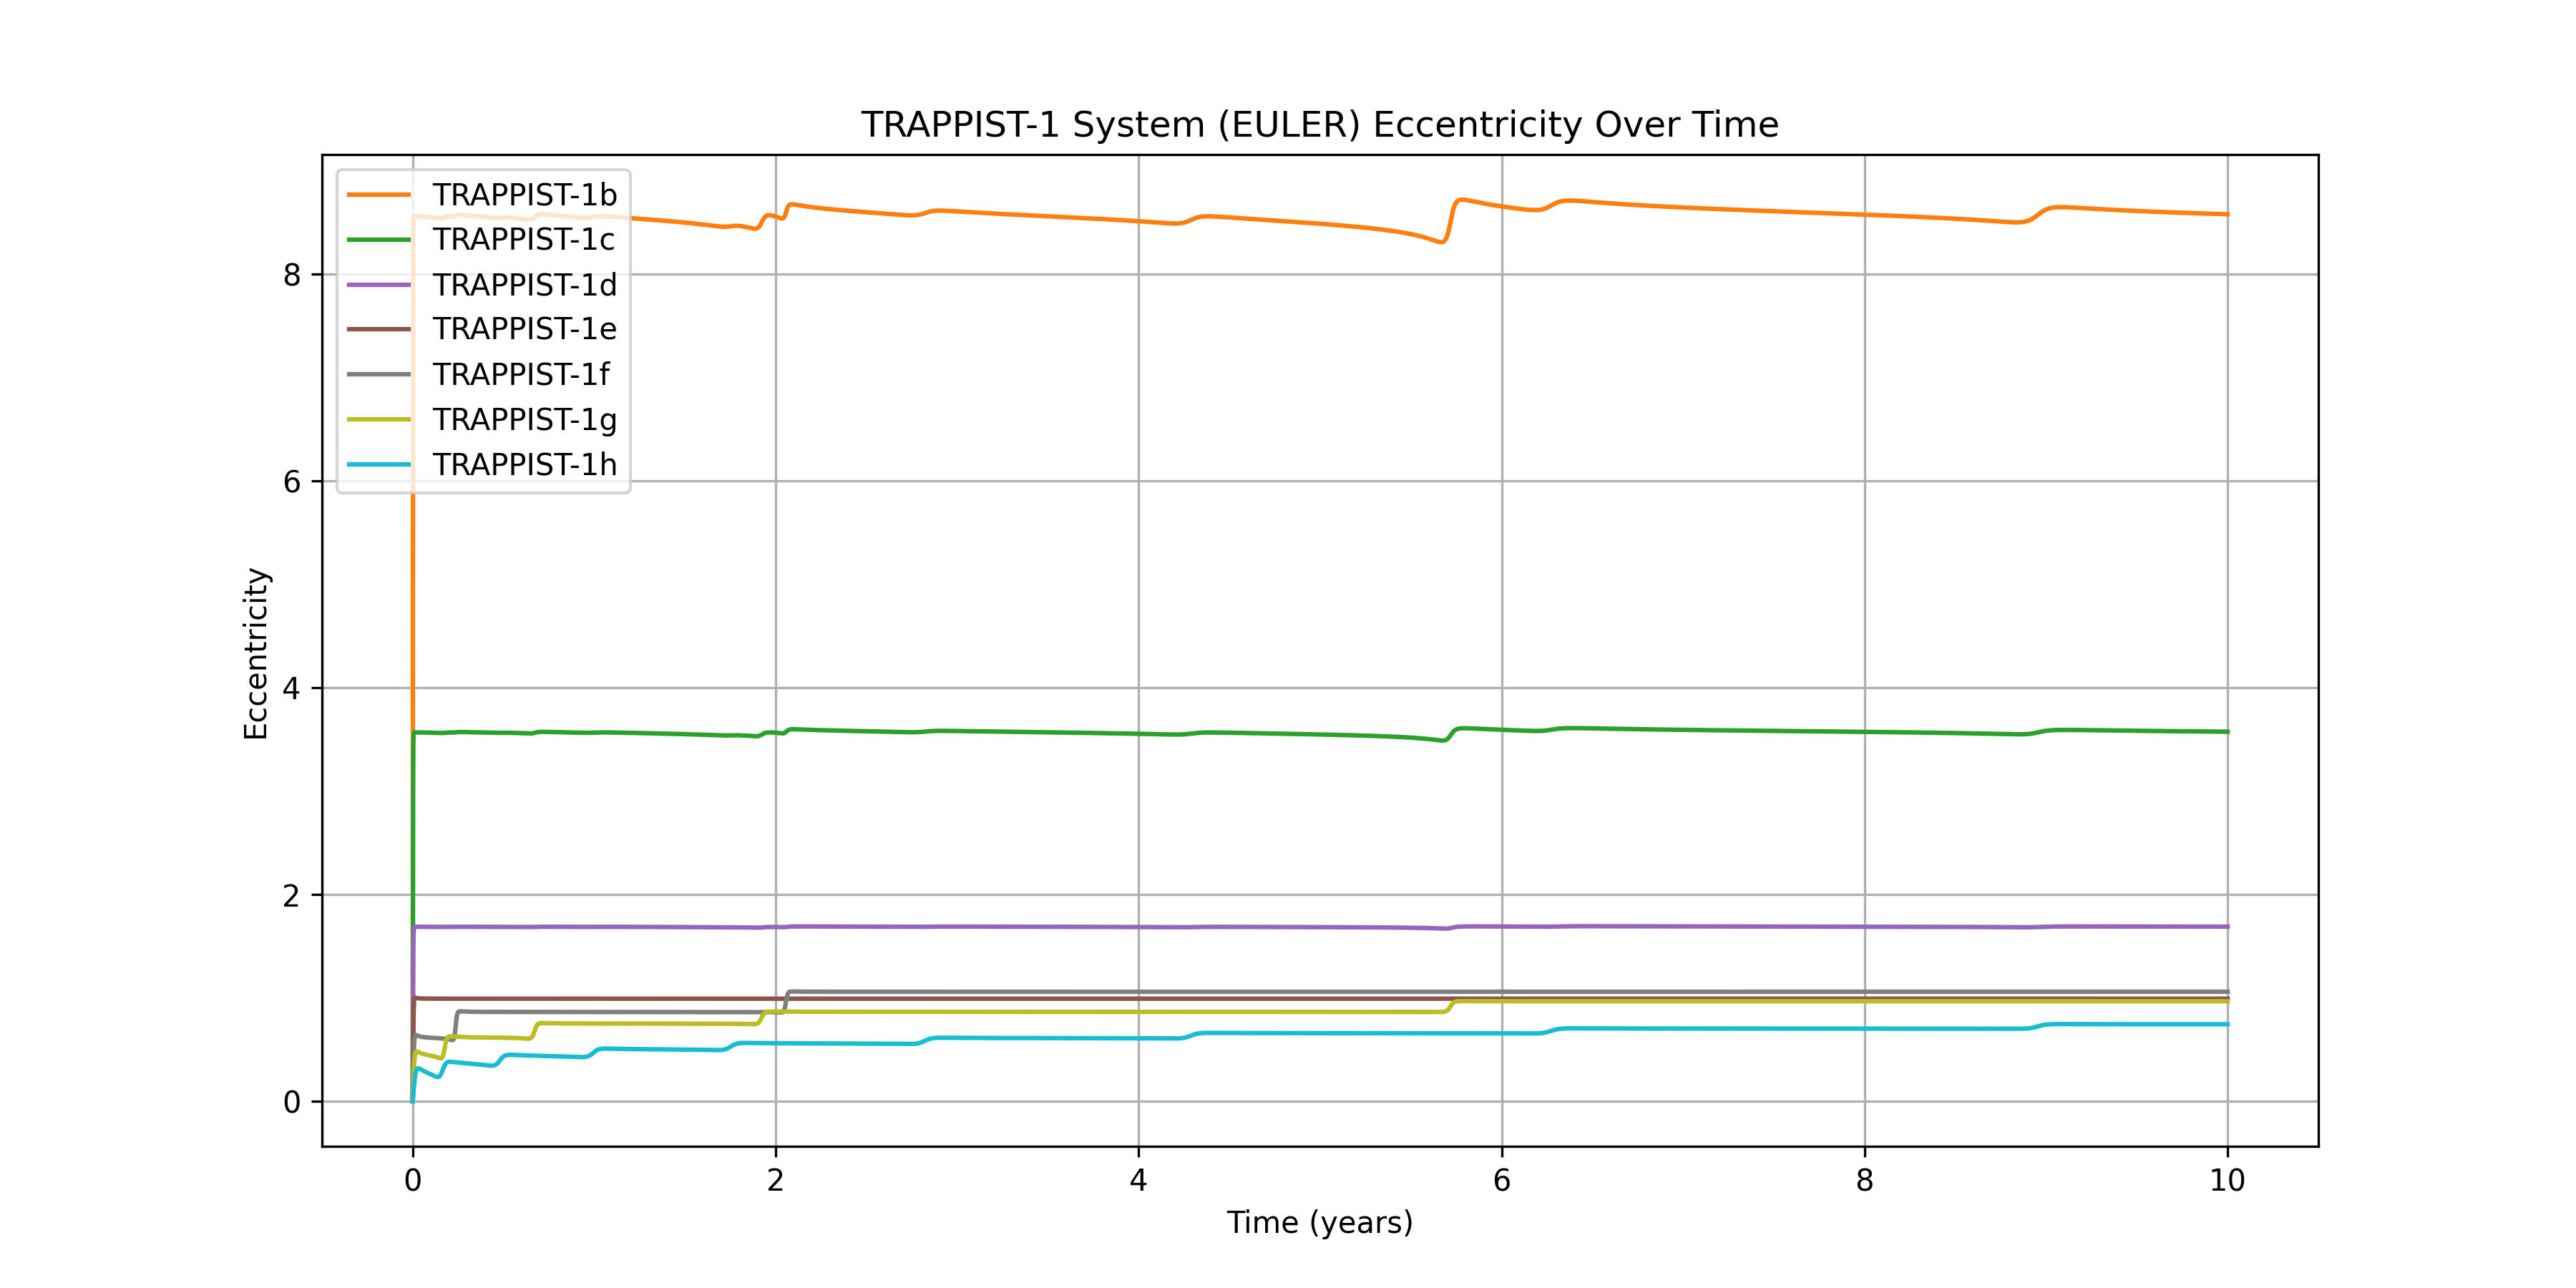 TRAPPIST-1 System (EULER) Eccentricity Over Time
TRAPPIST-1b
TRAPPIST-1c
TRAPPIST-1d
TRAPPIST-1e
TRAPPIST-1f
TRAPPIST-1g
TRAPPIST-1h
Eccentricity
8
6
4
2
0
0 2 4 6 8 10
Time (years)